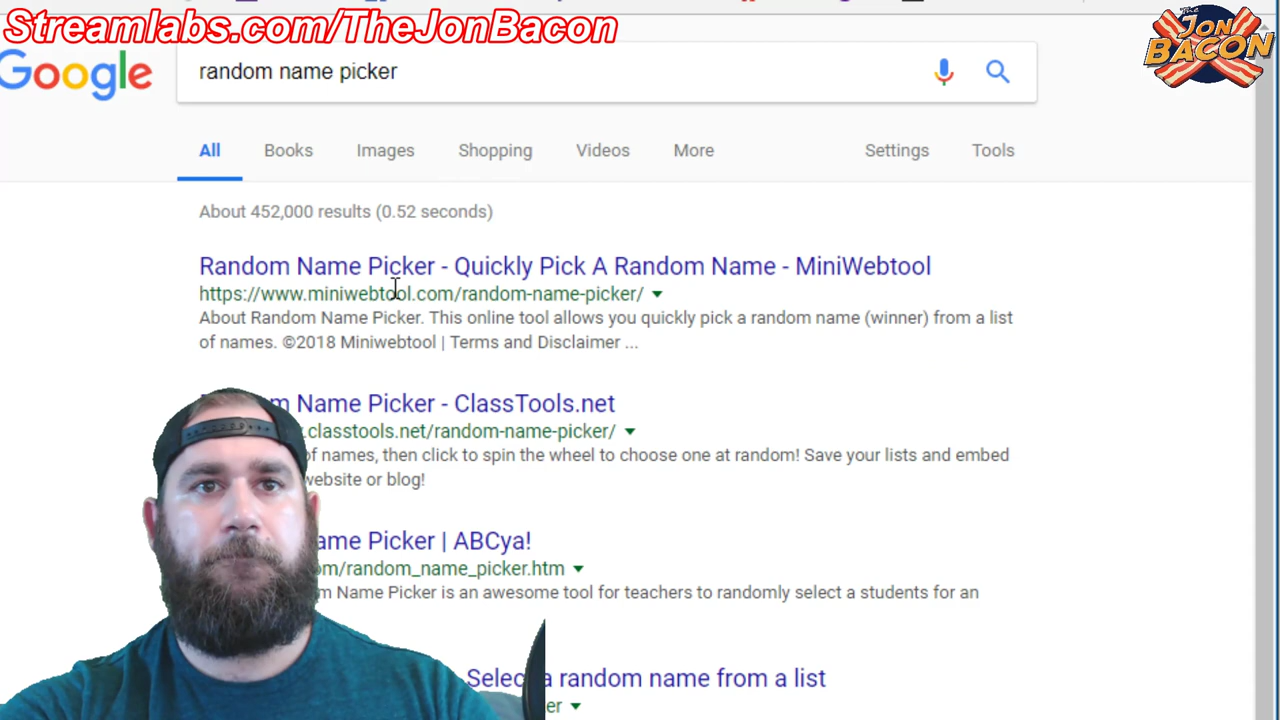 Streamlabs.com/TheJonBacon
The
JON
BACON
Google
random name picker
All Books Images Shopping Videos More Settings Tools
About 452,000 results (0.52 seconds)
Random Name Picker - Quickly Pick A Random Name - MiniWebtool
https://www.miniwebtool.com/random-name-picker/
About Random Name Picker. This online tool allows you quickly pick a random name (winner) from a list
of names. ©2018 Miniwebtool | Terms and Disclaimer ...
Name Picker - ClassTools.net
.classtools.net/random-name-picker/
of names, then click to spin the wheel to choose one at random! Save your lists and embed
website or blog!
ame Picker | ABCya!
om/random_name_picker.htm
m Name Picker is an awesome tool for teachers to randomly select a students for an
Select a random name from a list
er